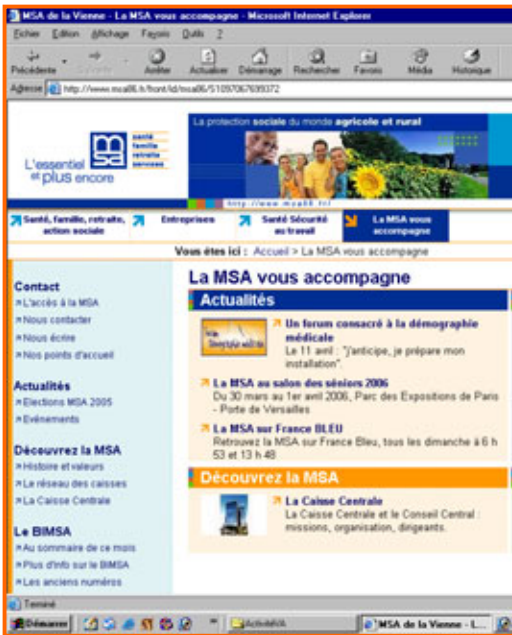 MSA de la Vienne - La MSA vous accompagne - Microsoft Internet Explorer
Fichier Edition Affichage Favoris Outils ?
Précédente Suivante Arrêter Actualiser Démarrage Rechercher Favoris Média Historique
Adresse http://www.msa86.fr/front/id/msa86/S1097067699372
La protection sociale du monde agricole et rural
L'essentiel
et plus encore
MSA
santé
famille
retraite
services
http://www.msa86.fr/
Santé, famille, retraite,
action sociale
Entreprises
Santé Sécurité
au travail
La MSA vous
accompagne
Vous êtes ici : Accueil > La MSA vous accompagne
Contact
L'accès à la MSA
Nous contacter
Nous écrire
Nos points d'accueil
Actualités
Elections MSA 2005
Evénements
Découvrez la MSA
Histoire et valeurs
Le réseau des caisses
La Caisse Centrale
Le BIMSA
Au sommaire de ce mois
Plus d'info sur le BIMSA
Les anciens numéros
La MSA vous accompagne
Actualités
Un forum consacré à la démographie
médicale
Le 11 avril : "j'anticipe, je prépare mon
installation".
La MSA au salon des séniors 2006
Du 30 mars au 1er avril 2006, Parc des Expositions de Paris
- Porte de Versailles
La MSA sur France BLEU
Retrouvez la MSA sur France Bleu, tous les dimanche à 6 h
53 et 13 h 48
Découvrez la MSA
La Caisse Centrale
La Caisse Centrale et le Conseil Central :
missions, organisation, dirigeants.
Terminé
Démarrer
ActivitéVA
MSA de la Vienne - L...